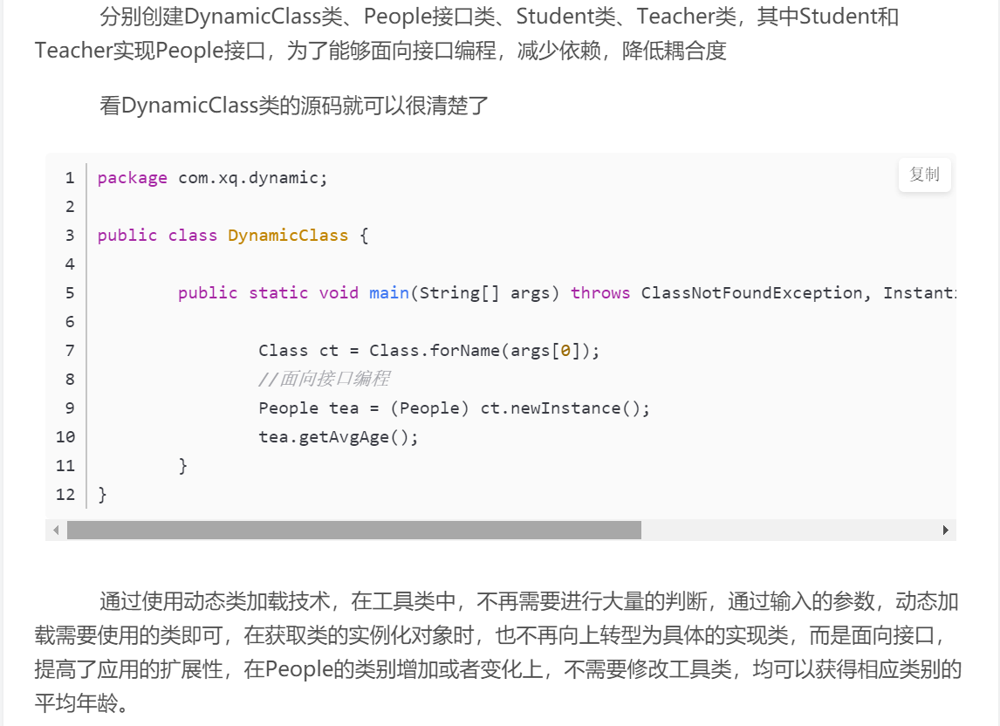 分别创建DynamicClass类、People接口类、Student类、Teacher类，其中Student和
Teacher实现People接口，为了能够面向接口编程，减少依赖，降低耦合度
看DynamicClass类的源码就可以很清楚了
复制
1 package com.xq.dynamic;
2
3 public class DynamicClass {
4
5 public static void main(String[] args) throws ClassNotFoundException, Instanti
6
7 Class ct = Class.forName(args[0]);
8 //面向接口编程
9 People tea = (People) ct.newInstance();
10 tea.getAvgAge();
11 }
12 }
通过使用动态类加载技术，在工具类中，不再需要进行大量的判断，通过输入的参数，动态加
载需要使用的类即可，在获取类的实例化对象时，也不再向上转型为具体的实现类，而是面向接口，
提高了应用的扩展性，在People的类别增加或者变化上，不需要修改工具类，均可以获得相应类别的
平均年龄。